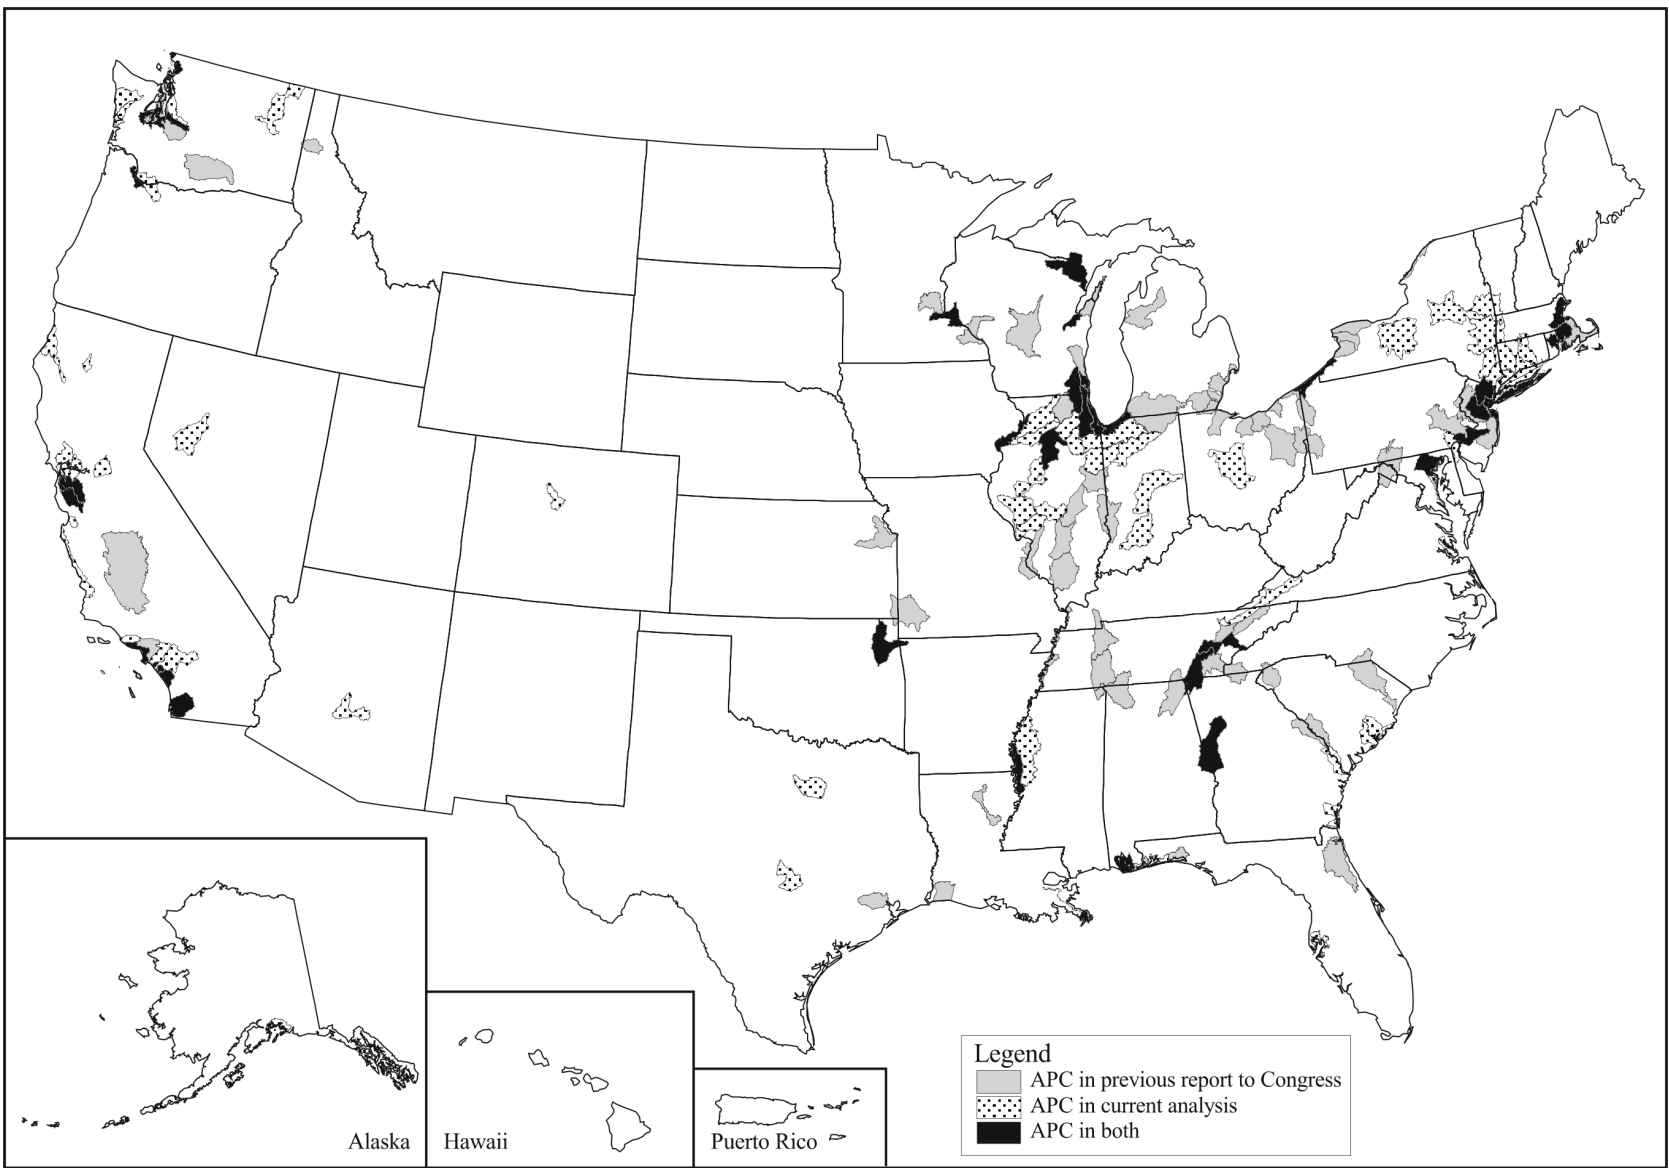 Alaska
Hawaii
Puerto Rico
Legend
APC in previous report to Congress
APC in current analysis
APC in both